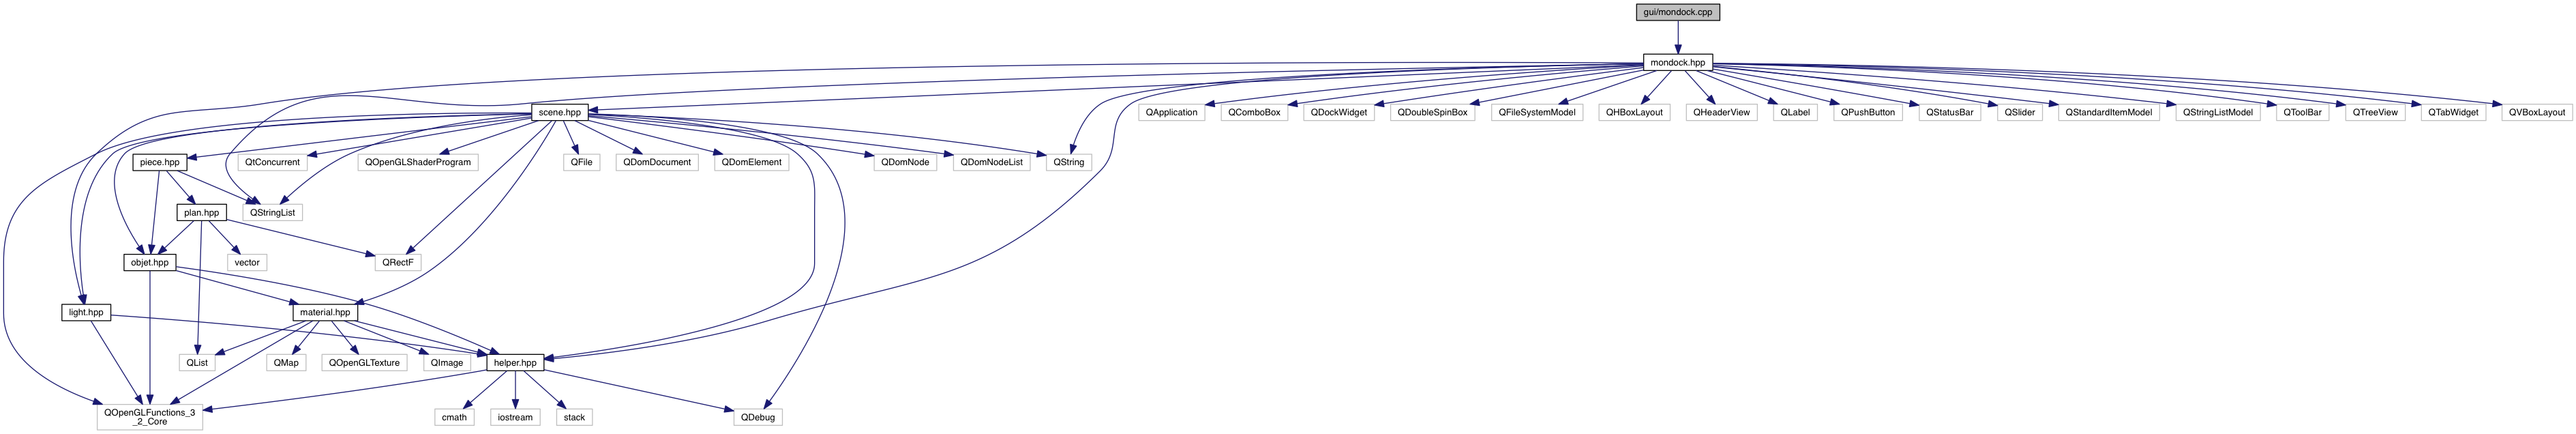 gui/mondock.cpp
mondock.hpp
scene.hpp
QApplication
QComboBox
QDockWidget
QDoubleSpinBox
QFileSystemModel
QHBoxLayout
QHeaderView
QLabel
QPushButton
QStatusBar
QSlider
QStandardItemModel
QStringListModel
QToolBar
QTreeView
QTabWidget
QVBoxLayout
piece.hpp
QtConcurrent
QOpenGLShaderProgram
QFile
QDomDocument
QDomElement
QDomNode
QDomNodeList
QString
plan.hpp
QStringList
objet.hpp
vector
QRectF
light.hpp
material.hpp
QList
QMap
QOpenGLTexture
QImage
helper.hpp
QOpenGLFunctions_3
_2_Core
cmath
iostream
stack
QDebug